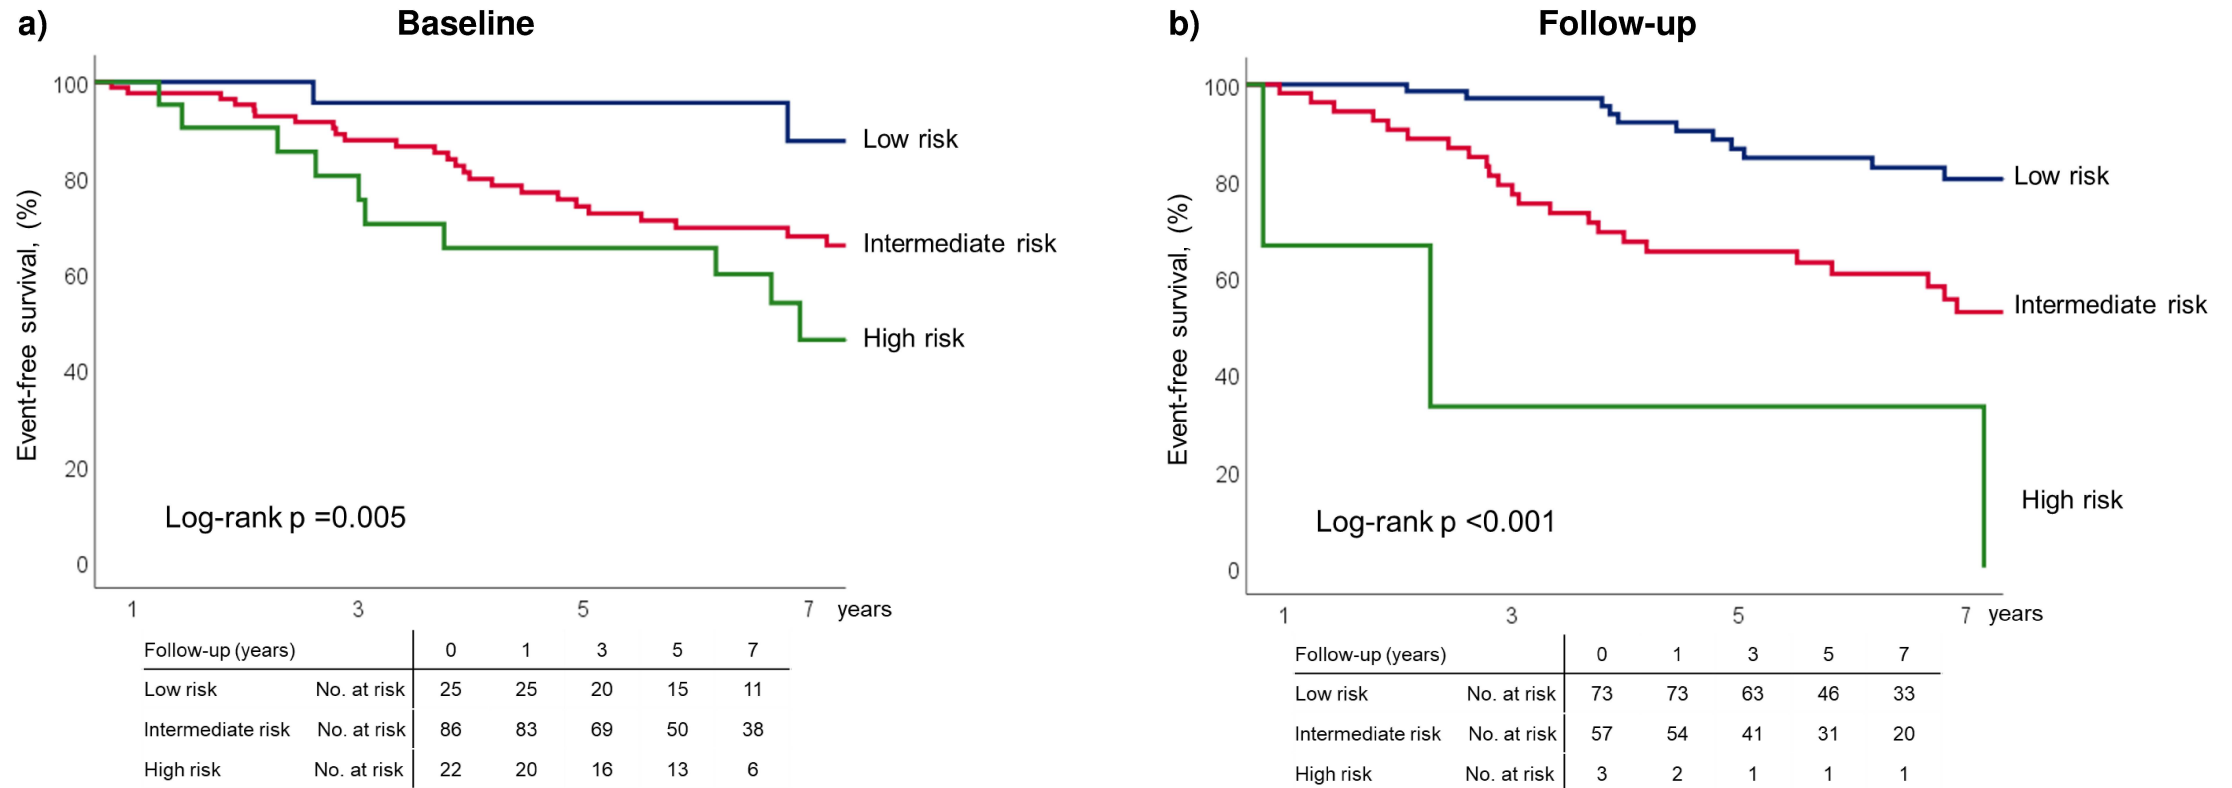 a) Baseline
Event-free survival, (%)
100
80
60
40
20
0
Low risk
Intermediate risk
High risk
Log-rank p =0.005
1 3 5 7 years
Follow-up (years) 0 1 3 5 7
Low risk No. at risk 25 25 20 15 11
Intermediate risk No. at risk 86 83 69 50 38
High risk No. at risk 22 20 16 13 6
b) Follow-up
Event-free survival, (%)
100
80
60
40
20
0
Low risk
Intermediate risk
High risk
Log-rank p <0.001
1 3 5 7 years
Follow-up (years) 0 1 3 5 7
Low risk No. at risk 73 73 63 46 33
Intermediate risk No. at risk 57 54 41 31 20
High risk No. at risk 3 2 1 1 1